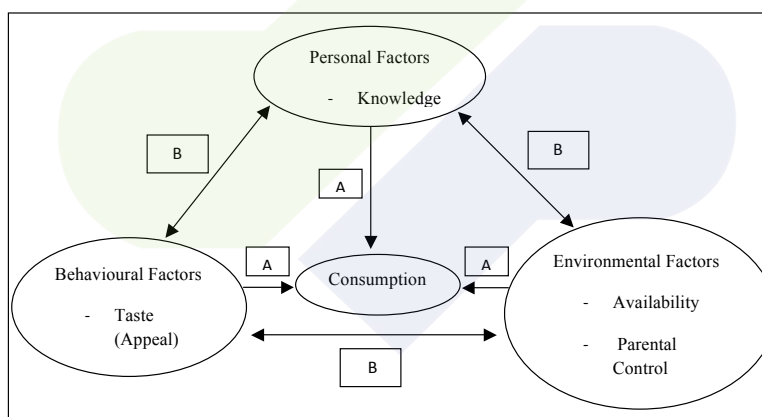 Personal Factors
- Knowledge
B
B
A
Behavioural Factors
- Taste
(Appeal)
A
Consumption
A
Environmental Factors
- Availability
- Parental
Control
B